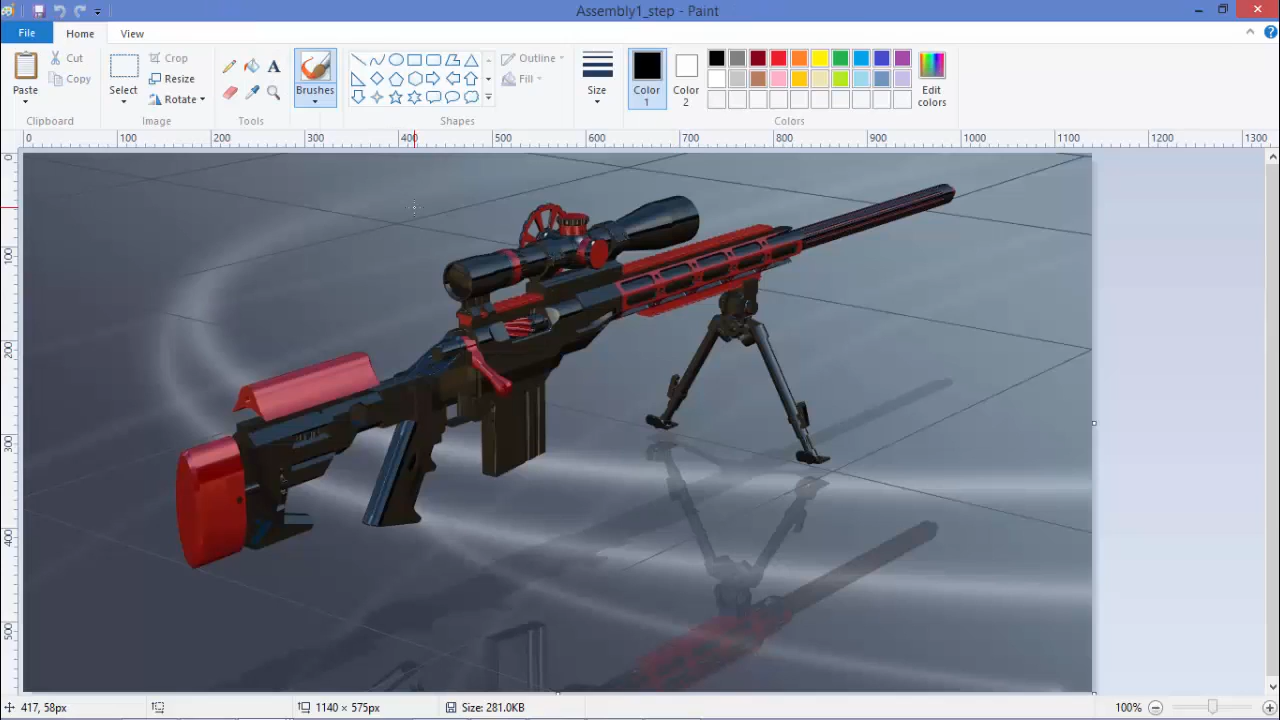 Assembly1_step - Paint
File Home View
Paste
Cut
Copy
Clipboard
Select
Crop
Resize
Rotate
Image
A
Tools
Brushes
Outline
Fill
Shapes
Size
Color 1
Color 2
Edit colors
Colors
0 100 200 300 400 500 600 700 800 900 1000 1100 1200 1300
0
100
200
300
400
500
417, 58px
1140 × 575px
Size: 281.0KB
100%